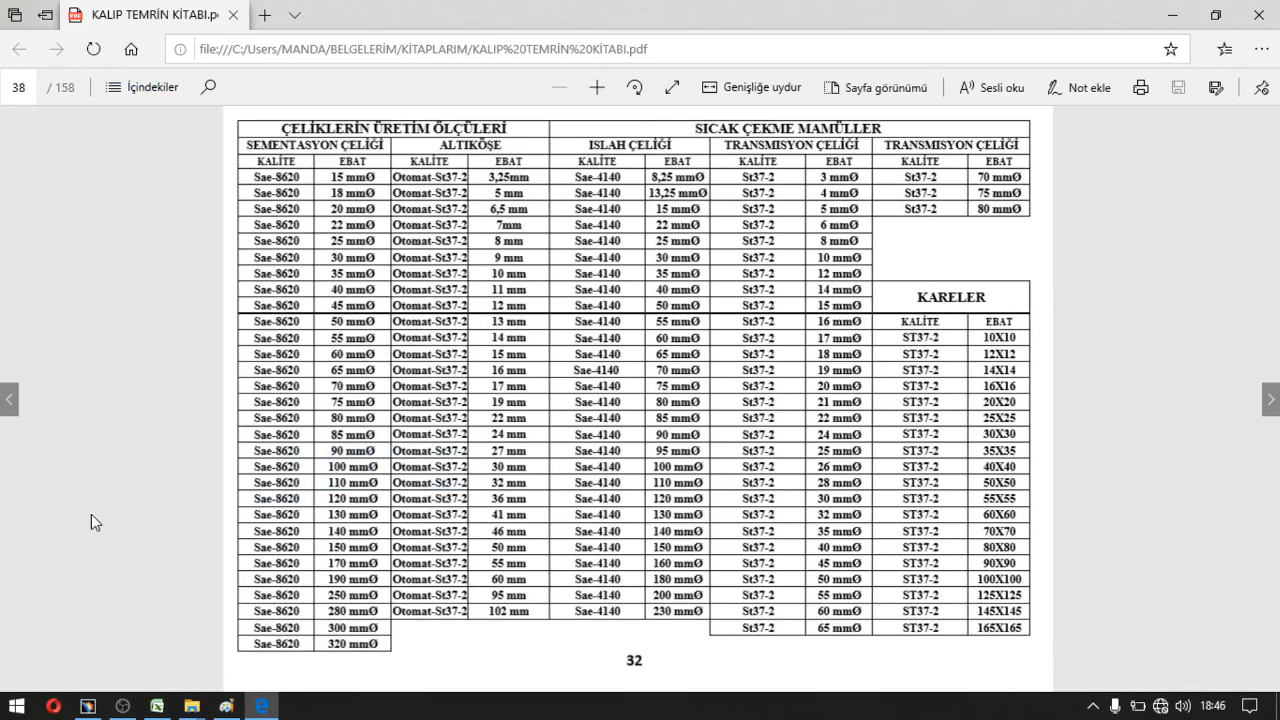 KALIP TEMRİN KİTABI.p
file:///C:/Users/MANDA/BELGELERİM/KİTAPLARIM/KALIP%20TEMRİN%20KİTABI.pdf
38 / 158 İçindekiler Genişliğe uydur Sayfa görünümü Sesli oku Not ekle
ÇELİKLERİN ÜRETİM ÖLÇÜLERİ SICAK ÇEKME MAMÜLLER
SEMENTASYON ÇELİĞİ ALTIKÖŞE ISLAH ÇELİĞİ TRANSMISYON ÇELİĞİ TRANSMISYON ÇELİĞİ
KALİTE EBAT KALİTE EBAT KALİTE EBAT KALİTE EBAT KALİTE EBAT
Sae-8620 15 mmØ Otomat-St37-2 3,25mm Sae-4140 8,25 mmØ St37-2 3 mmØ St37-2 70 mmØ
Sae-8620 18 mmØ Otomat-St37-2 5 mm Sae-4140 13,25 mmØ St37-2 4 mmØ St37-2 75 mmØ
Sae-8620 20 mmØ Otomat-St37-2 6,5 mm Sae-4140 15 mmØ St37-2 5 mmØ St37-2 80 mmØ
Sae-8620 22 mmØ Otomat-St37-2 7mm Sae-4140 22 mmØ St37-2 6 mmØ
Sae-8620 25 mmØ Otomat-St37-2 8 mm Sae-4140 25 mmØ St37-2 8 mmØ
Sae-8620 30 mmØ Otomat-St37-2 9 mm Sae-4140 30 mmØ St37-2 10 mmØ
Sae-8620 35 mmØ Otomat-St37-2 10 mm Sae-4140 35 mmØ St37-2 12 mmØ
Sae-8620 40 mmØ Otomat-St37-2 11 mm Sae-4140 40 mmØ St37-2 14 mmØ KARELER
Sae-8620 45 mmØ Otomat-St37-2 12 mm Sae-4140 50 mmØ St37-2 15 mmØ
Sae-8620 50 mmØ Otomat-St37-2 13 mm Sae-4140 55 mmØ St37-2 16 mmØ KALİTE EBAT
Sae-8620 55 mmØ Otomat-St37-2 14 mm Sae-4140 60 mmØ St37-2 17 mmØ ST37-2 10X10
Sae-8620 60 mmØ Otomat-St37-2 15 mm Sae-4140 65 mmØ St37-2 18 mmØ ST37-2 12X12
Sae-8620 65 mmØ Otomat-St37-2 16 mm Sae-4140 70 mmØ St37-2 19 mmØ ST37-2 14X14
Sae-8620 70 mmØ Otomat-St37-2 17 mm Sae-4140 75 mmØ St37-2 20 mmØ ST37-2 16X16
Sae-8620 75 mmØ Otomat-St37-2 19 mm Sae-4140 80 mmØ St37-2 21 mmØ ST37-2 20X20
Sae-8620 80 mmØ Otomat-St37-2 22 mm Sae-4140 85 mmØ St37-2 22 mmØ ST37-2 25X25
Sae-8620 85 mmØ Otomat-St37-2 24 mm Sae-4140 90 mmØ St37-2 24 mmØ ST37-2 30X30
Sae-8620 90 mmØ Otomat-St37-2 27 mm Sae-4140 95 mmØ St37-2 25 mmØ ST37-2 35X35
Sae-8620 100 mmØ Otomat-St37-2 30 mm Sae-4140 100 mmØ St37-2 26 mmØ ST37-2 40X40
Sae-8620 110 mmØ Otomat-St37-2 32 mm Sae-4140 110 mmØ St37-2 28 mmØ ST37-2 50X50
Sae-8620 120 mmØ Otomat-St37-2 36 mm Sae-4140 120 mmØ St37-2 30 mmØ ST37-2 55X55
Sae-8620 130 mmØ Otomat-St37-2 41 mm Sae-4140 130 mmØ St37-2 32 mmØ ST37-2 60X60
Sae-8620 140 mmØ Otomat-St37-2 46 mm Sae-4140 140 mmØ St37-2 35 mmØ ST37-2 70X70
Sae-8620 150 mmØ Otomat-St37-2 50 mm Sae-4140 150 mmØ St37-2 40 mmØ ST37-2 80X80
Sae-8620 170 mmØ Otomat-St37-2 55 mm Sae-4140 160 mmØ St37-2 45 mmØ ST37-2 90X90
Sae-8620 190 mmØ Otomat-St37-2 60 mm Sae-4140 180 mmØ St37-2 50 mmØ ST37-2 100X100
Sae-8620 250 mmØ Otomat-St37-2 95 mm Sae-4140 200 mmØ St37-2 55 mmØ ST37-2 125X125
Sae-8620 280 mmØ Otomat-St37-2 102 mm Sae-4140 230 mmØ St37-2 60 mmØ ST37-2 145X145
Sae-8620 300 mmØ St37-2 65 mmØ ST37-2 165X165
Sae-8620 320 mmØ
32
18:46